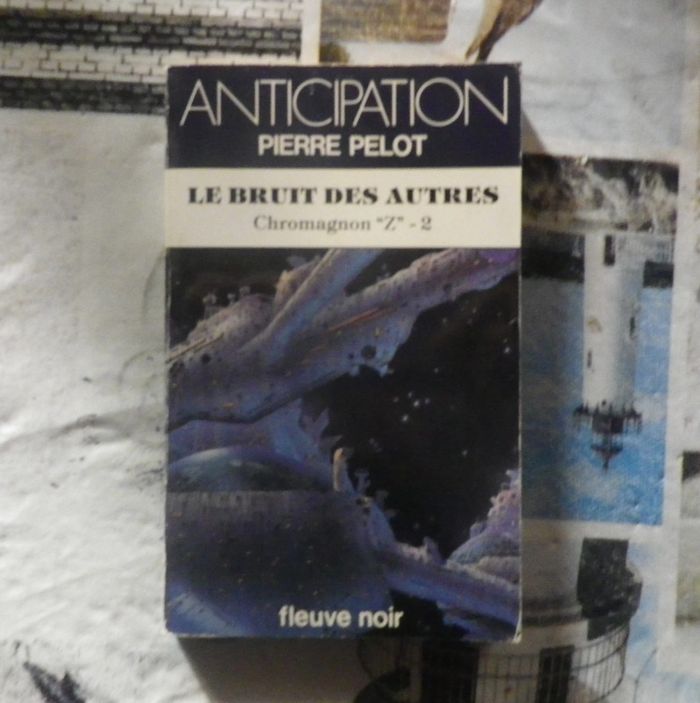 ANTICIPATION
PIERRE PELOT
LE BRUIT DES AUTRES
Chromagnon "Z" - 2
fleuve noir